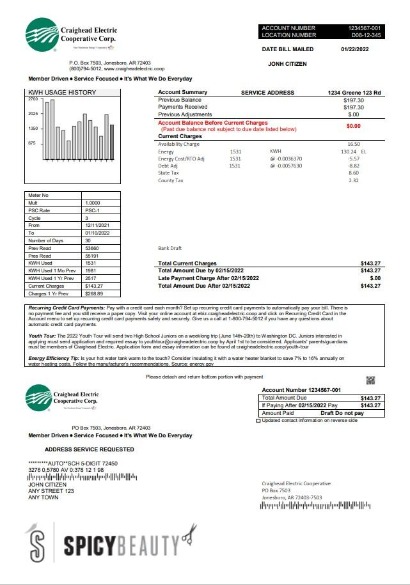 Craighead Electric
Cooperative Corp.
P.O. Box 7503, Jonesboro, AR 72403
(800)794-5012, www.craigheadelectric.coop
Member Driven ● Service Focused ● It's What We Do Everyday
ACCOUNT NUMBER 1234567-001
LOCATION NUMBER D08-12-345
DATE BILL MAILED 01/22/2022
JONH CITIZEN
KWH USAGE HISTORY
2700
675
Account Summary SERVICE ADDRESS 1234 Greene 123 Rd
Previous Balance $197.30
Payments Received $197.30
Previous Adjustments $.00
Account Balance Before Current Charges $0.00
(Past due balance not subject to due date listed below)
Current Charges
Availability Charge 16.50
Energy 1531 KWH 130.24 EL
Energy Cost/RTO Adj 1531 @ -0.0036370 -5.57
Debt Adj 1531 @ -0.0057630 -8.82
State Tax 8.60
County Tax
Meter No
Mult 1.0000
PSC Rate PSC-1
Cycle 3
From 12/11/2021
To 01/10/2022
Number of Days 30
Prev Read 53660
Pres Read 55191
KWH Used 1531
KWH Used 1 Mo Prev 1981
KWH Used 1 Yr Prev
Current Charges $143.27
Charges 1 Yr Prev
Bank Draft
Total Current Charges $143.27
Total Amount Due by 02/15/2022 $143.27
Late Payment Charge After 02/15/2022 $.00
Total Amount Due After 02/15/2022 $143.27
Recurring Credit Card Payments: Pay with a credit card each month? Set up recurring credit card payments to automatically pay your bill. There is
no payment fee and you will receive a paper copy. Visit your online account at ebix.craigheadelectric.coop and click on Recurring Credit Card in the
Account menu to set up recurring credit card payments securely and safely. Give us a call at 1-800-794-5012 if you have any questions about
automatic credit card payments.
Youth Tour: The 2022 Youth Tour will send two High School Juniors on a weeklong trip (June 14th-20th) to Washington DC. Juniors interested in
applying must send application and required essay to youthtour@craigheadelectric.coop by April 1st to be considered. Applicants' parents/guardians
must be members of Craighead Electric. Application form and essay information can be found at craigheadelectric.coop/youth-tour
Energy Efficiency Tip: Is your hot water tank warm to the touch? Consider insulating it with a water heater blanket to save 7% to 16% annually on
water heating costs. Follow the manufacturer's recommendations. Source: energy.gov
Please detach and return bottom portion with payment
Craighead Electric
Cooperative Corp.
PO Box 7503, Jonesboro, AR 72403
Member Driven ● Service Focused ● It's What We Do Everyday
Account Number 1234567-001
Total Amount Due $143.27
If Paying After 02/15/2022 Pay $143.27
Amount Paid Draft Do not pay
Updated contact information on reverse side
ADDRESS SERVICE REQUESTED
*********AUTO**SCH 5-DIGIT 72450
3276 0.5780 AV 0.378 12 1 98
JOHN CITIZEN
ANY STREET 123
ANY TOWN
Craighead Electric Cooperative
PO Box 7503
Jonesboro, AR 72403-7503
SPICYBEAUTY